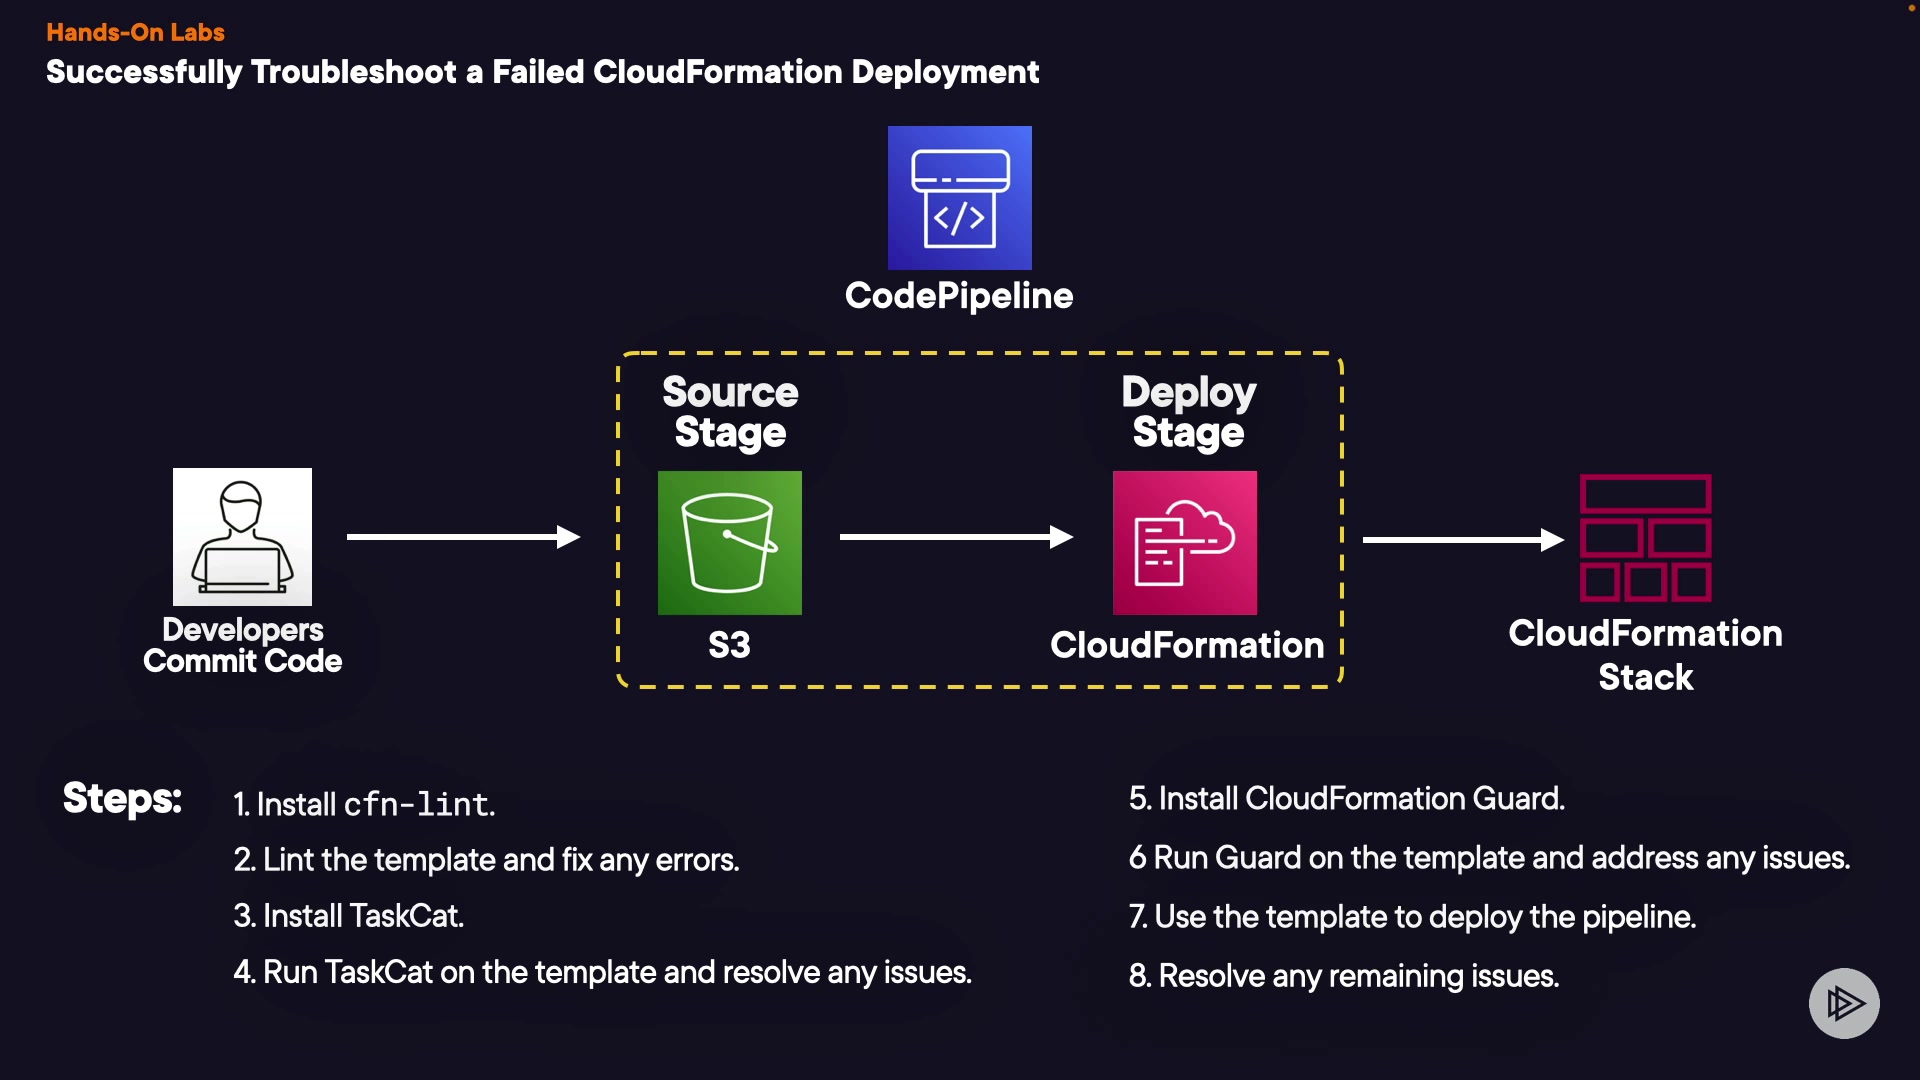 Hands-On Labs
Successfully Troubleshoot a Failed CloudFormation Deployment
</>
CodePipeline
Source
Stage
Deploy
Stage
Developers
Commit Code
S3
CloudFormation
CloudFormation
Stack
Steps:
1. Install cfn-lint.
2. Lint the template and fix any errors.
3. Install TaskCat.
4. Run TaskCat on the template and resolve any issues.
5. Install CloudFormation Guard.
6 Run Guard on the template and address any issues.
7. Use the template to deploy the pipeline.
8. Resolve any remaining issues.